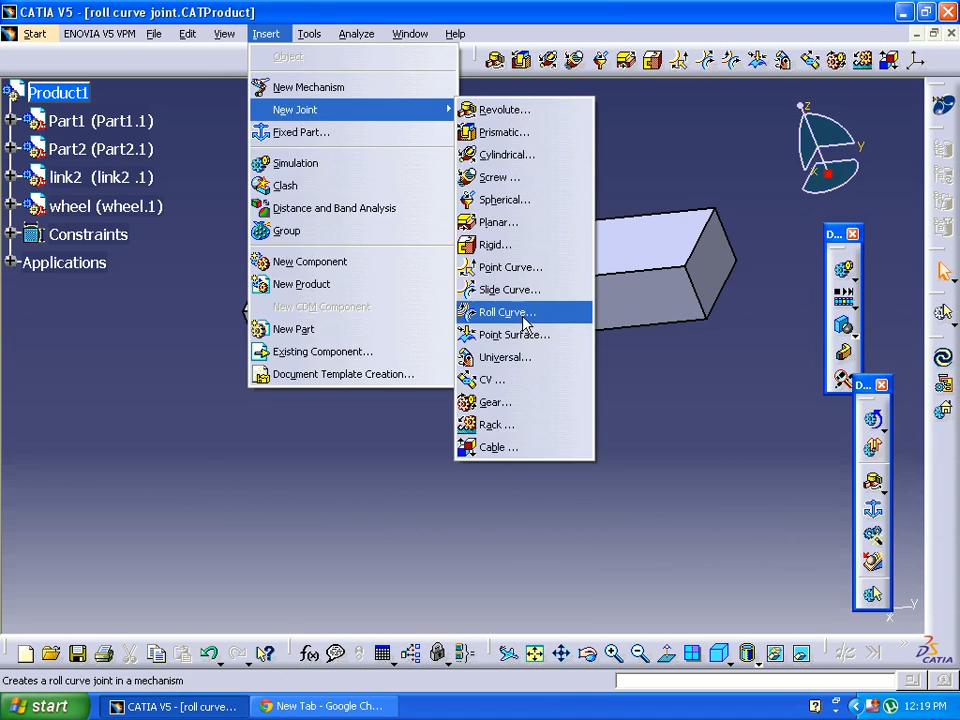 CATIA V5 - [roll curve joint.CATProduct]
Start ENOVIA V5 VPM File Edit View Insert Tools Analyze Window Help
Object
New Mechanism
New Joint
Fixed Part...
Simulation
Clash
Distance and Band Analysis
Group
New Component
New Product
New CDM Component
New Part
Existing Component...
Document Template Creation...
Revolute...
Prismatic...
Cylindrical...
Screw ...
Spherical...
Planar...
Rigid...
Point Curve...
Slide Curve...
Roll Curve...
Point Surface...
Universal...
CV ...
Gear...
Rack ...
Cable ...
Product1
Part1 (Part1.1)
Part2 (Part2.1)
link2 (link2 .1)
wheel (wheel.1)
Constraints
Applications
z
y
x
D...
D...
y
x
f(x)
CATIA
Creates a roll curve joint in a mechanism
start
CATIA V5 - [roll curve...
New Tab - Google Ch...
12:19 PM